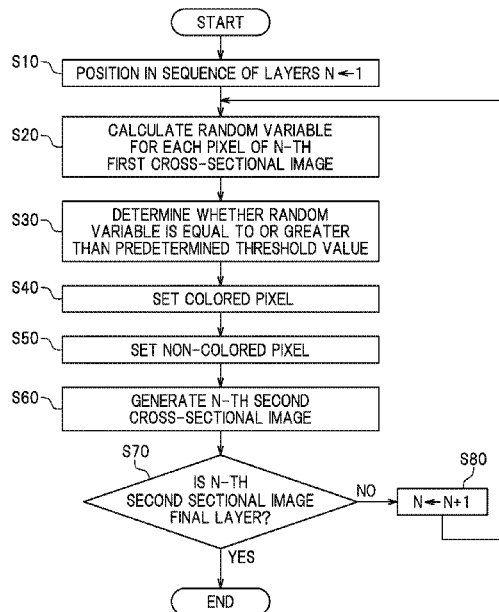 START
S10
POSITION IN SEQUENCE OF LAYERS N←1
S20
CALCULATE RANDOM VARIABLE
FOR EACH PIXEL OF N-TH
FIRST CROSS-SECTIONAL IMAGE
S30
DETERMINE WHETHER RANDOM
VARIABLE IS EQUAL TO OR GREATER
THAN PREDETERMINED THRESHOLD VALUE
S40
SET COLORED PIXEL
S50
SET NON-COLORED PIXEL
S60
GENERATE N-TH SECOND
CROSS-SECTIONAL IMAGE
S70
IS N-TH
SECOND SECTIONAL IMAGE
FINAL LAYER?
NO
S80
N←N+1
YES
END